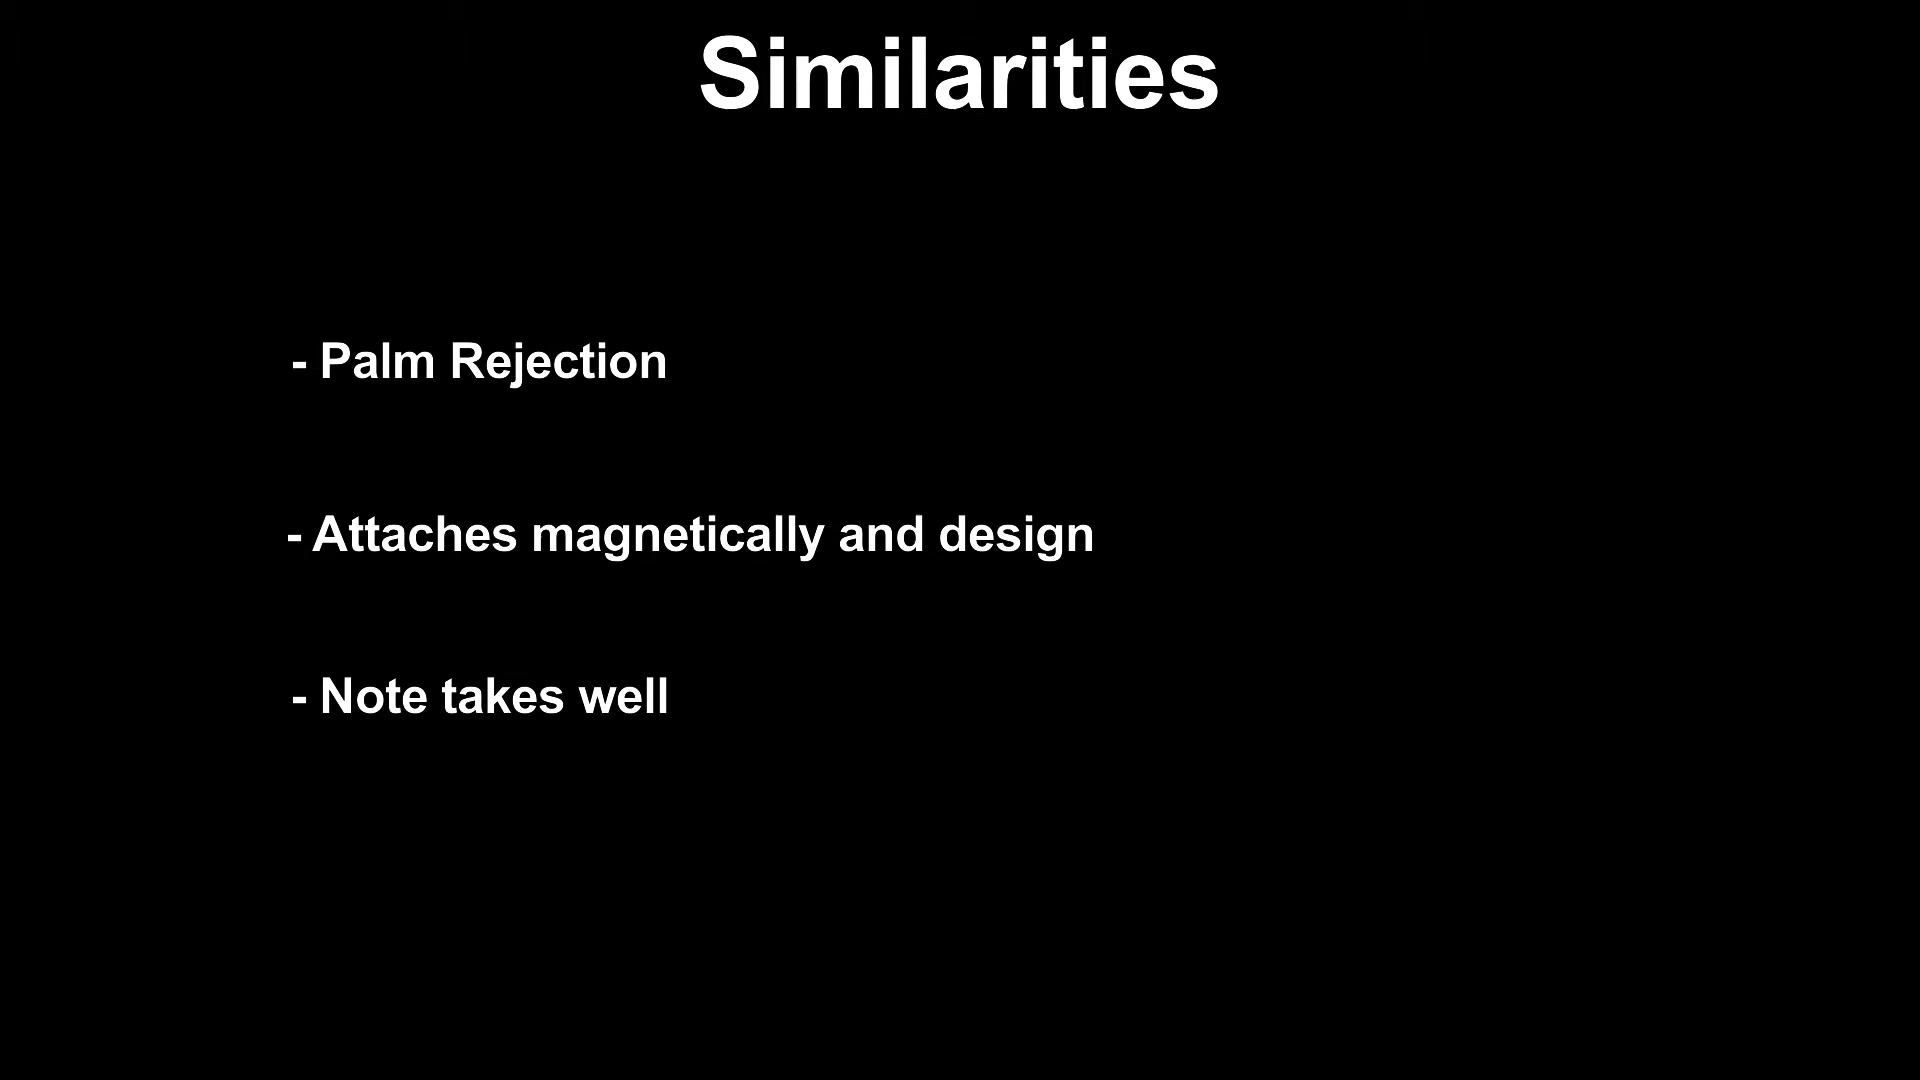 Similarities
- Palm Rejection
- Attaches magnetically and design
- Note takes well